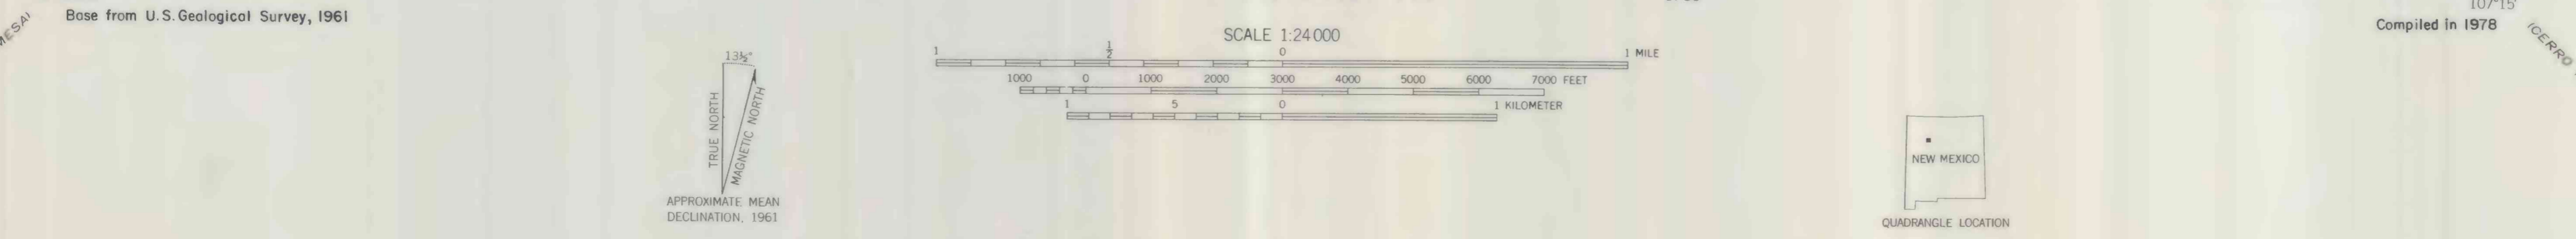 MESA)
Base from U.S. Geological Survey, 1961
107°15'
Compiled in 1978
(CERRO
SCALE 1:24 000
1 1/2 0 1 MILE
1000 0 1000 2000 3000 4000 5000 6000 7000 FEET
1 5 0 1 KILOMETER
13½°
TRUE NORTH
MAGNETIC NORTH
APPROXIMATE MEAN
DECLINATION, 1961
NEW MEXICO
QUADRANGLE LOCATION